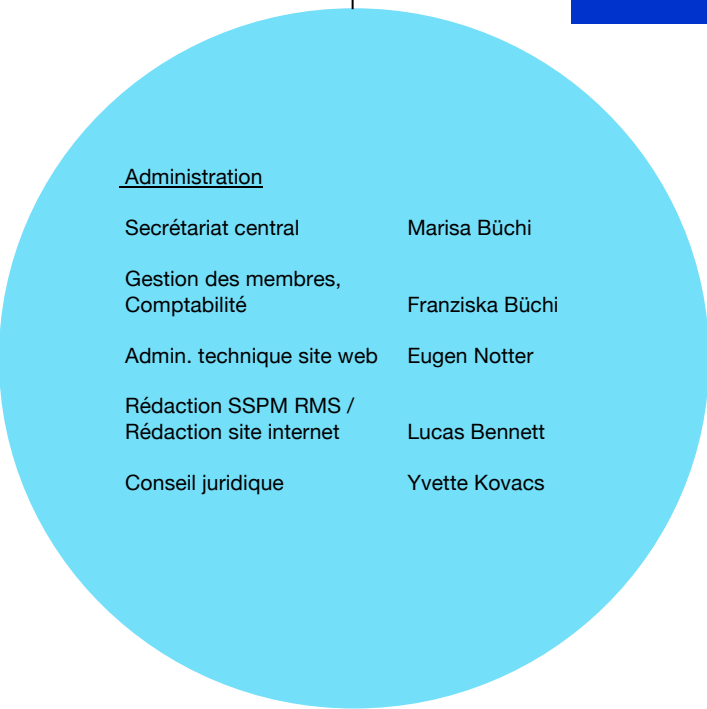 Administration
Secrétariat central Marisa Büchi
Gestion des membres,
Comptabilité Franziska Büchi
Admin. technique site web Eugen Notter
Rédaction SSPM RMS /
Rédaction site internet Lucas Bennett
Conseil juridique Yvette Kovacs